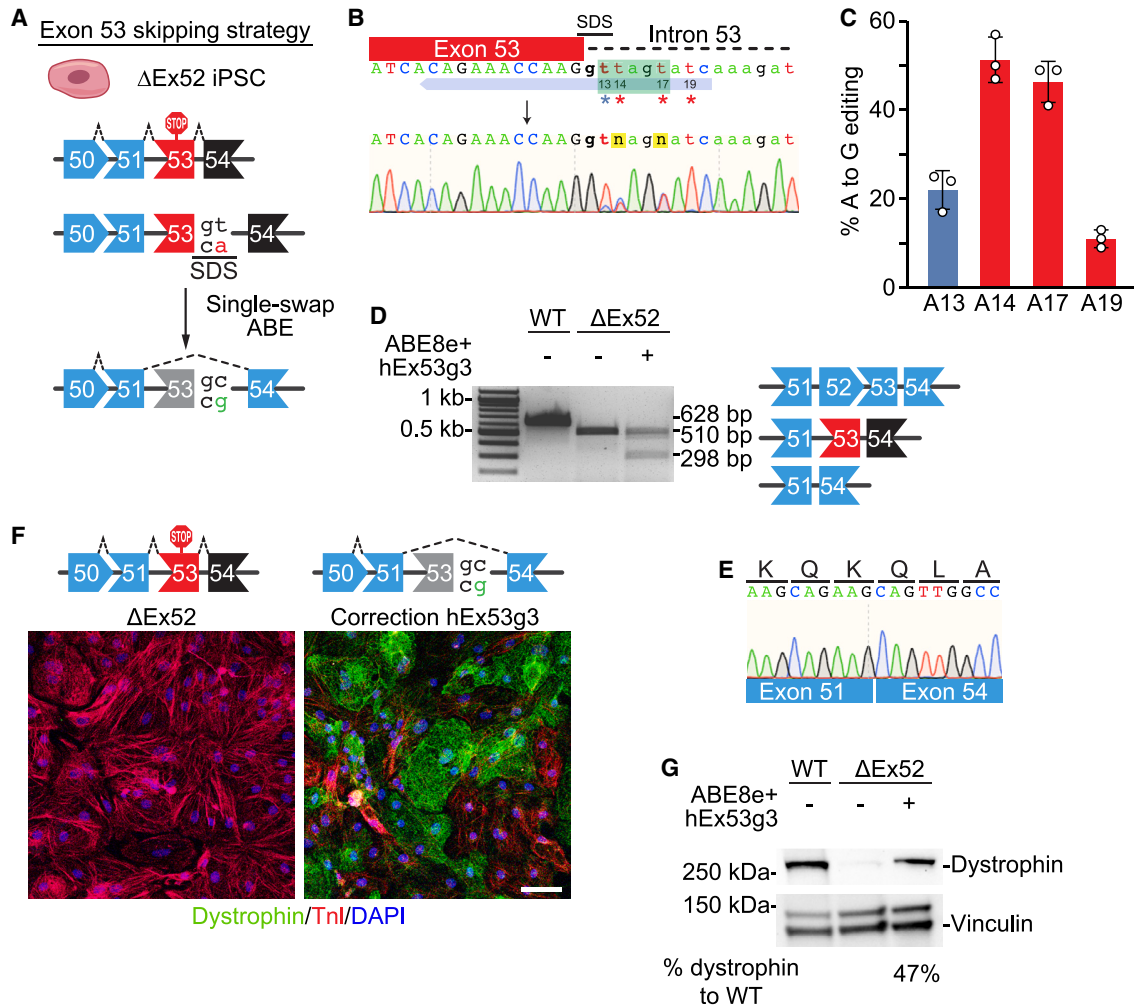 A
Exon 53 skipping strategy
ΔEx52 iPSC
STOP
50 51 53 54
50 51 53 gt 54
ca
SDS
Single-swap
ABE
50 51 53 gc 54
cg
B
SDS
Exon 53 Intron 53
ATCACAGAAACCAAGgttagtatcaaagat
13 14 17 19
* * * *
ATCACAGAAACCAAGgtnagnatcaaagat
C
% A to G editing
60
40
20
0
A13 A14 A17 A19
D
WT ΔEx52
ABE8e+
hEx53g3
- - +
1 kb-
0.5 kb-
-628 bp
-510 bp
-298 bp
51 52 53 54
51 53 54
51 54
E
K Q K Q L A
AAGCAGAAGCAGTTGGCC
Exon 51 Exon 54
F
STOP
50 51 53 54
50 51 53 gc 54
cg
ΔEx52 Correction hEx53g3
Dystrophin/TnI/DAPI
G
WT ΔEx52
ABE8e+
hEx53g3
- - +
250 kDa-
-Dystrophin
150 kDa-
-Vinculin
% dystrophin
to WT
47%